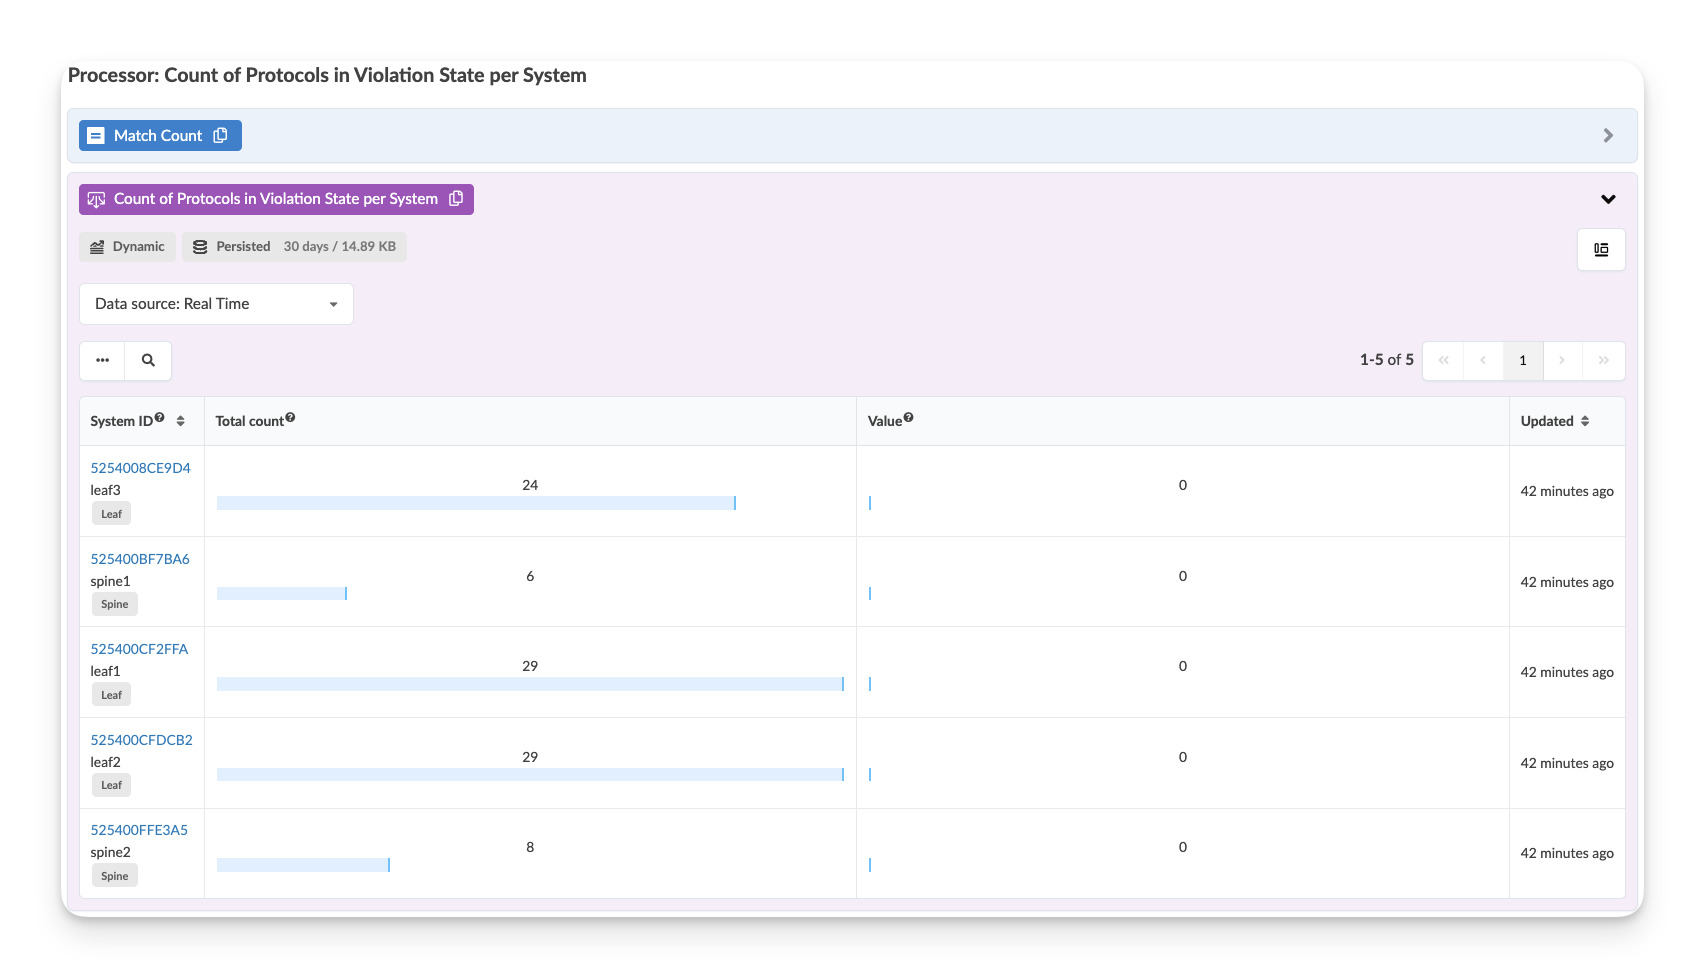 Processor: Count of Protocols in Violation State per System
Match Count
Count of Protocols in Violation State per System
Dynamic Persisted 30 days / 14.89 KB
Data source: Real Time
1-5 of 5 « ‹ 1 › »
System ID? Total count? Value? Updated
5254008CE9D4
leaf3
Leaf
24 0 42 minutes ago
525400BF7BA6
spine1
Spine
6 0 42 minutes ago
525400CF2FFA
leaf1
Leaf
29 0 42 minutes ago
525400CFDCB2
leaf2
Leaf
29 0 42 minutes ago
525400FFE3A5
spine2
Spine
8 0 42 minutes ago